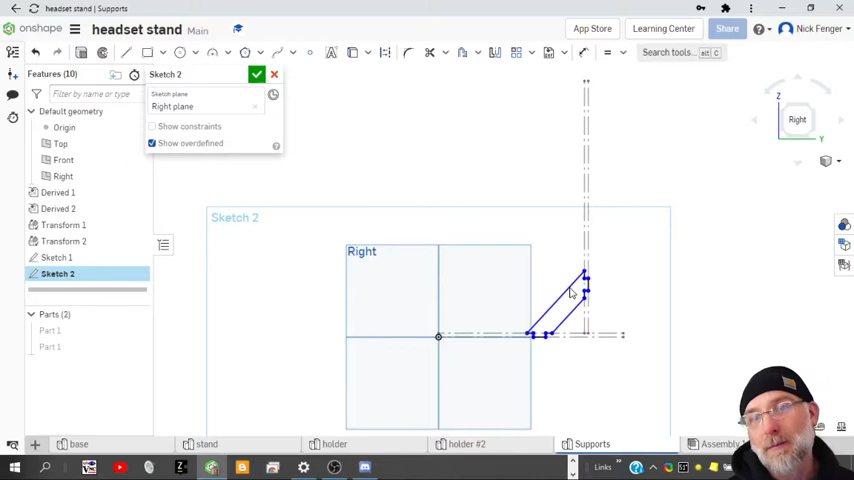 onshape
headset stand Main
App Store
Learning Center
Share
Nick Fenger
Search tools... alt C
Features (10)
Filter by name or type
Default geometry
Origin
Top
Front
Right
Derived 1
Derived 2
Transform 1
Transform 2
Sketch 1
Sketch 2
Parts (2)
Part 1
Part 1
Sketch 2
Sketch plane
Right plane
Show constraints
Show overdefined
Sketch 2
Right
Z
Right
Y
base
stand
holder
holder #2
Supports
Assembly
Links